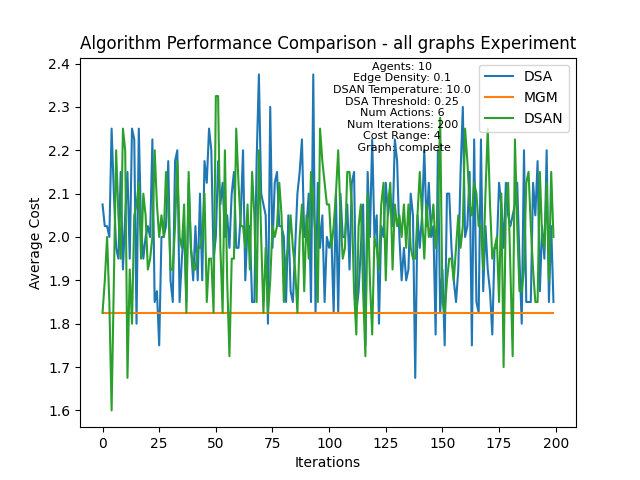 Algorithm Performance Comparison - all graphs Experiment
Agents: 10
Edge Density: 0.1
DSAN Temperature: 10.0
DSA Threshold: 0.25
Num Actions: 6
Num Iterations: 200
Cost Range: 4
Graph: complete
DSA
MGM
DSAN
Average Cost
2.4
2.3
2.2
2.1
2.0
1.9
1.8
1.7
1.6
0
25
50
75
100
125
150
175
200
Iterations